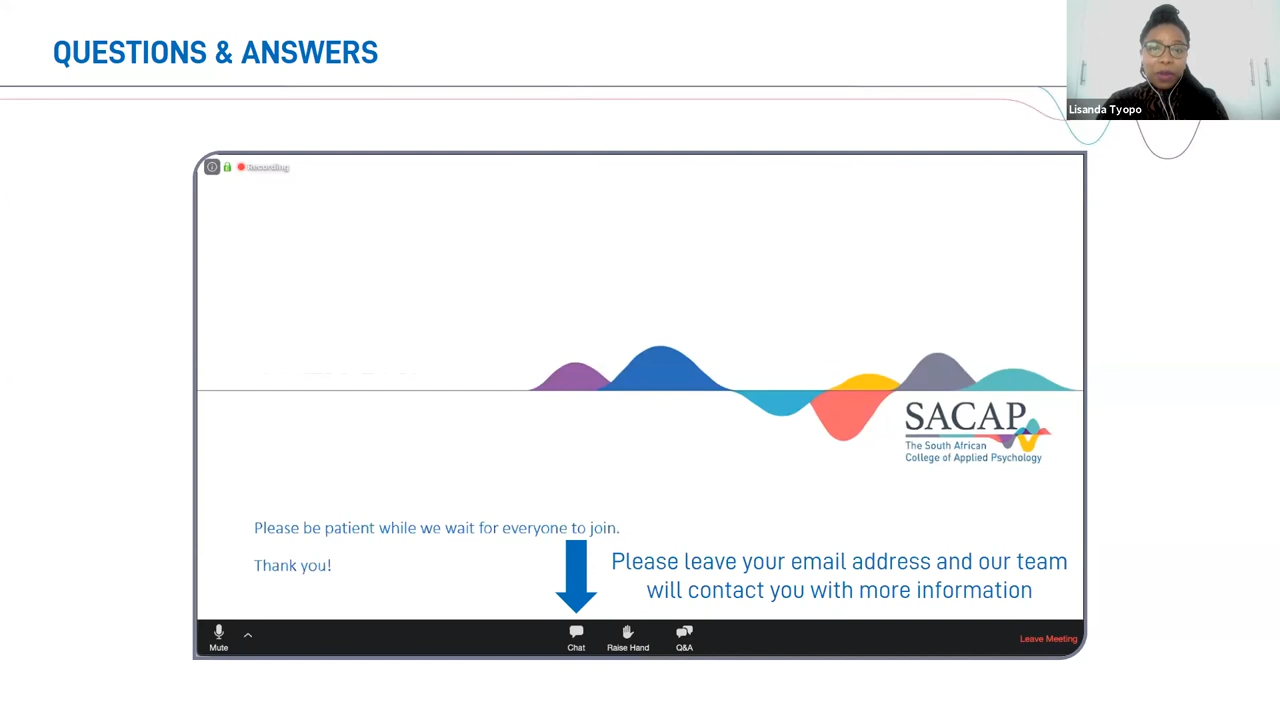 QUESTIONS & ANSWERS
Lisanda Tyopo
Recording
SACAP
The South African
College of Applied Psychology
Please be patient while we wait for everyone to join.
Thank you!
Please leave your email address and our team
will contact you with more information
Mute
Chat
Raise Hand
Q&A
Leave Meeting